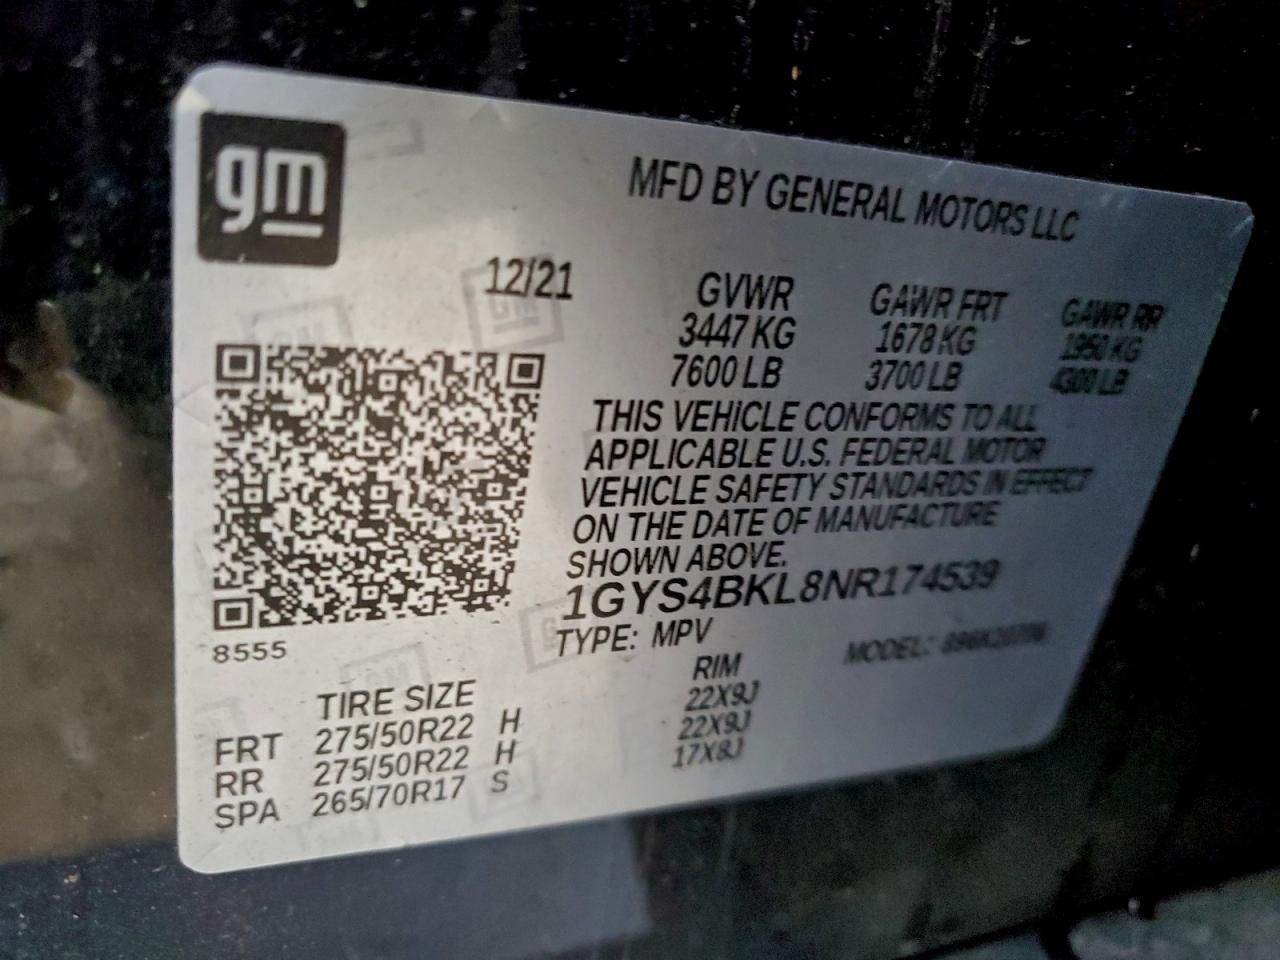 gm
MFD BY GENERAL MOTORS LLC
12/21 GVWR GAWR FRT GAWR RR
3447 KG 1678 KG 1950 KG
7600 LB 3700 LB 4300 LB
THIS VEHICLE CONFORMS TO ALL
APPLICABLE U.S. FEDERAL MOTOR
VEHICLE SAFETY STANDARDS IN EFFECT
ON THE DATE OF MANUFACTURE
SHOWN ABOVE.
1GYS4BKL8NR174539
TYPE: MPV MODEL:
8555
TIRE SIZE RIM
FRT 275/50R22 H 22X9J
RR 275/50R22 H 22X9J
SPA 265/70R17 S 17X8J